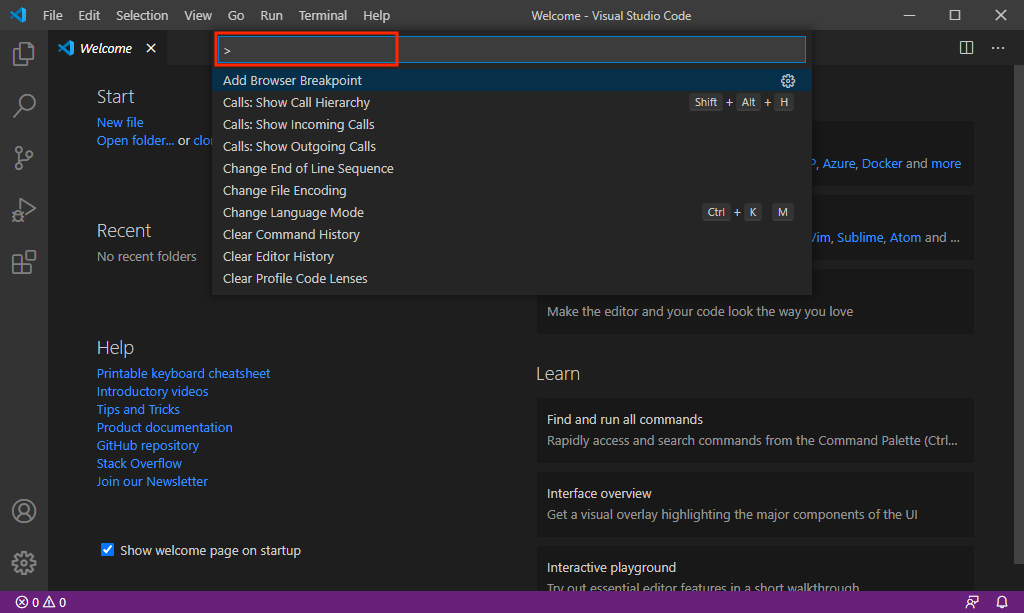 File Edit Selection View Go Run Terminal Help Welcome - Visual Studio Code
Welcome
>
Add Browser Breakpoint
Calls: Show Call Hierarchy Shift + Alt + H
Calls: Show Incoming Calls
Calls: Show Outgoing Calls
Change End of Line Sequence
Change File Encoding
Change Language Mode Ctrl + K M
Clear Command History
Clear Editor History
Clear Profile Code Lenses
Start
New file
Open folder... or
Recent
No recent folders
Help
Printable keyboard cheatsheet
Introductory videos
Tips and Tricks
Product documentation
GitHub repository
Stack Overflow
Join our Newsletter
Show welcome page on startup
, Azure, Docker and more
, Sublime, Atom and ...
Make the editor and your code look the way you love
Learn
Find and run all commands
Rapidly access and search commands from the Command Palette (Ctrl...
Interface overview
Get a visual overlay highlighting the major components of the UI
Interactive playground
Try out essential editor features in a short walkthrough
0 0